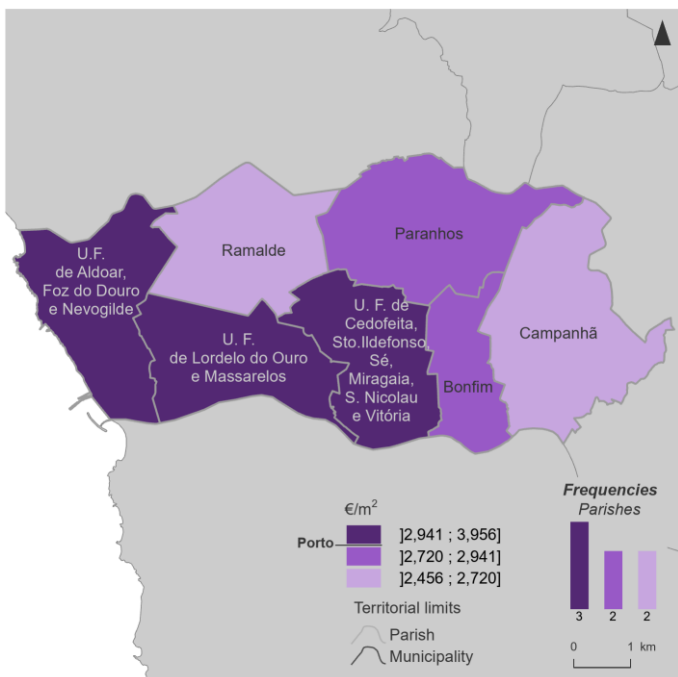 U.F.
de Aldoar,
Foz do Douro
e Nevogilde
Ramalde
Paranhos
U. F.
de Lordelo do Ouro
e Massarelos
U. F. de
Cedofeita,
Sto.Ildefonso,
Sé,
Miragaia,
S. Nicolau
e Vitória
Bonfim
Campanhã
€/m²
Porto
]2,941 ; 3,956]
]2,720 ; 2,941]
]2,456 ; 2,720]
Territorial limits
Parish
Municipality
Frequencies
Parishes
3 2 2
0 1 km